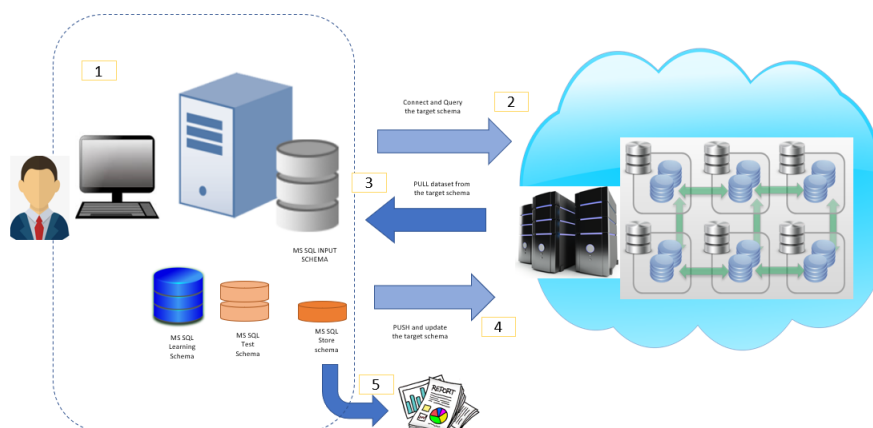 1
Connect and Query
the target schema
2
3
PULL dataset from
the target schema
MS SQL INPUT
SCHEMA
MS SQL
Learning
Schema
MS SQL
Test
Schema
MS SQL
Store
schema
PUSH and update
the target schema
4
5
REPORT